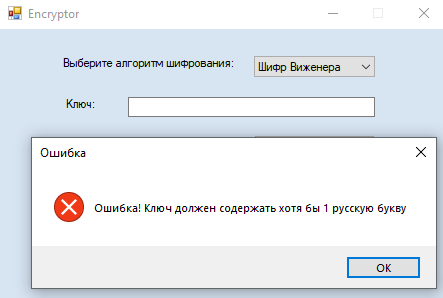 Encryptor
Выберите алгоритм шифрования:
Шифр Виженера
Ключ:
Ошибка
Ошибка! Ключ должен содержать хотя бы 1 русскую букву
OK